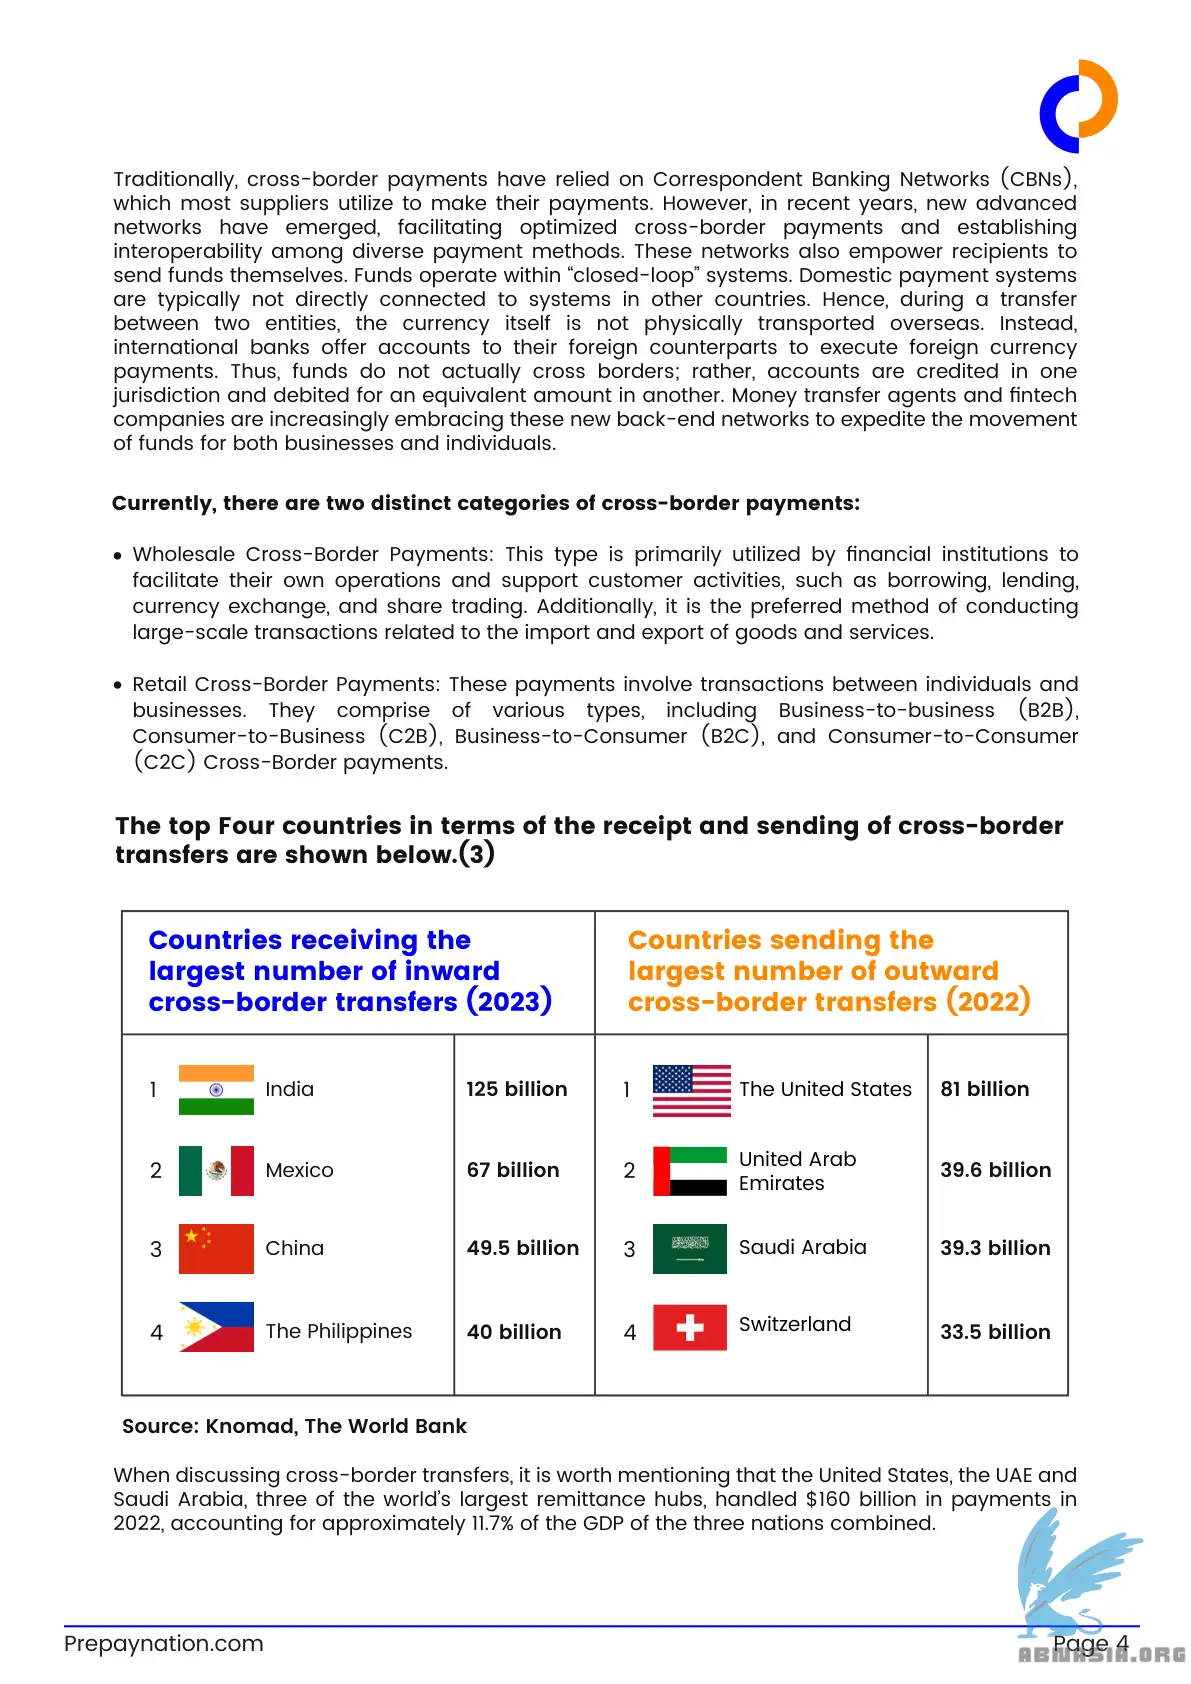 Traditionally, cross-border payments have relied on Correspondent Banking Networks (CBNs),
which most suppliers utilize to make their payments. However, in recent years, new advanced
networks have emerged, facilitating optimized cross-border payments and establishing
interoperability among diverse payment methods. These networks also empower recipients to
send funds themselves. Funds operate within “closed-loop” systems. Domestic payment systems
are typically not directly connected to systems in other countries. Hence, during a transfer
between two entities, the currency itself is not physically transported overseas. Instead,
international banks offer accounts to their foreign counterparts to execute foreign currency
payments. Thus, funds do not actually cross borders; rather, accounts are credited in one
jurisdiction and debited for an equivalent amount in another. Money transfer agents and fintech
companies are increasingly embracing these new back-end networks to expedite the movement
of funds for both businesses and individuals.
Currently, there are two distinct categories of cross-border payments:
• Wholesale Cross-Border Payments: This type is primarily utilized by financial institutions to
facilitate their own operations and support customer activities, such as borrowing, lending,
currency exchange, and share trading. Additionally, it is the preferred method of conducting
large-scale transactions related to the import and export of goods and services.
• Retail Cross-Border Payments: These payments involve transactions between individuals and
businesses. They comprise of various types, including Business-to-business (B2B),
Consumer-to-Business (C2B), Business-to-Consumer (B2C), and Consumer-to-Consumer
(C2C) Cross-Border payments.
The top Four countries in terms of the receipt and sending of cross-border
transfers are shown below.(3)
Countries receiving the
largest number of inward
cross-border transfers (2023)
1 India 125 billion
2 Mexico 67 billion
3 China 49.5 billion
4 The Philippines 40 billion
Countries sending the
largest number of outward
cross-border transfers (2022)
1 The United States 81 billion
2 United Arab
Emirates 39.6 billion
3 Saudi Arabia 39.3 billion
4 Switzerland 33.5 billion
Source: Knomad, The World Bank
When discussing cross-border transfers, it is worth mentioning that the United States, the UAE and
Saudi Arabia, three of the world’s largest remittance hubs, handled $160 billion in payments in
2022, accounting for approximately 11.7% of the GDP of the three nations combined.
Prepaynation.com
Page 4
ABNASIA.ORG